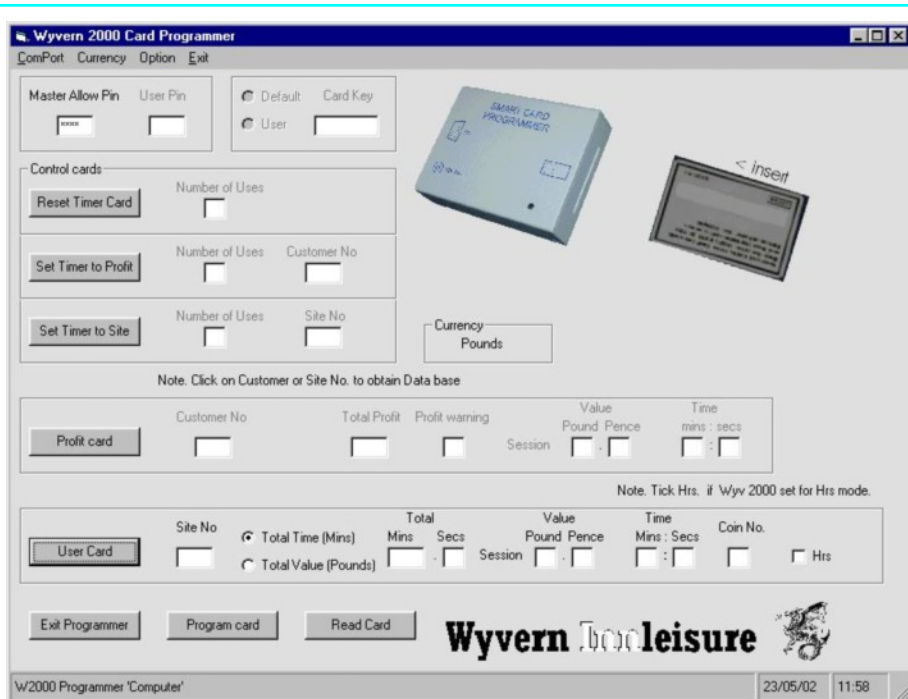 Wyvern 2000 Card Programmer
ComPort Currency Option Exit
Master Allow Pin User Pin
****
Default Card Key
User
SMART CARD
PROGRAMMER
< insert
Control cards
Number of Uses
Reset Timer Card
Number of Uses Customer No
Set Timer to Profit
Number of Uses Site No
Set Timer to Site
Currency
Pounds
Note. Click on Customer or Site No. to obtain Data base
Customer No Total Profit Profit warning Value Time
Pound Pence mins : secs
Profit card Session . :
Note. Tick Hrs. if Wyv 2000 set for Hrs mode.
Site No Total Value Time Coin No.
Total Time (Mins) Mins Secs Pound Pence Mins : Secs
User Card . Session . : Hrs
Total Value (Pounds)
Exit Programmer Program card Read Card
Wyvern leisure
W2000 Programmer 'Computer' 23/05/02 11:58